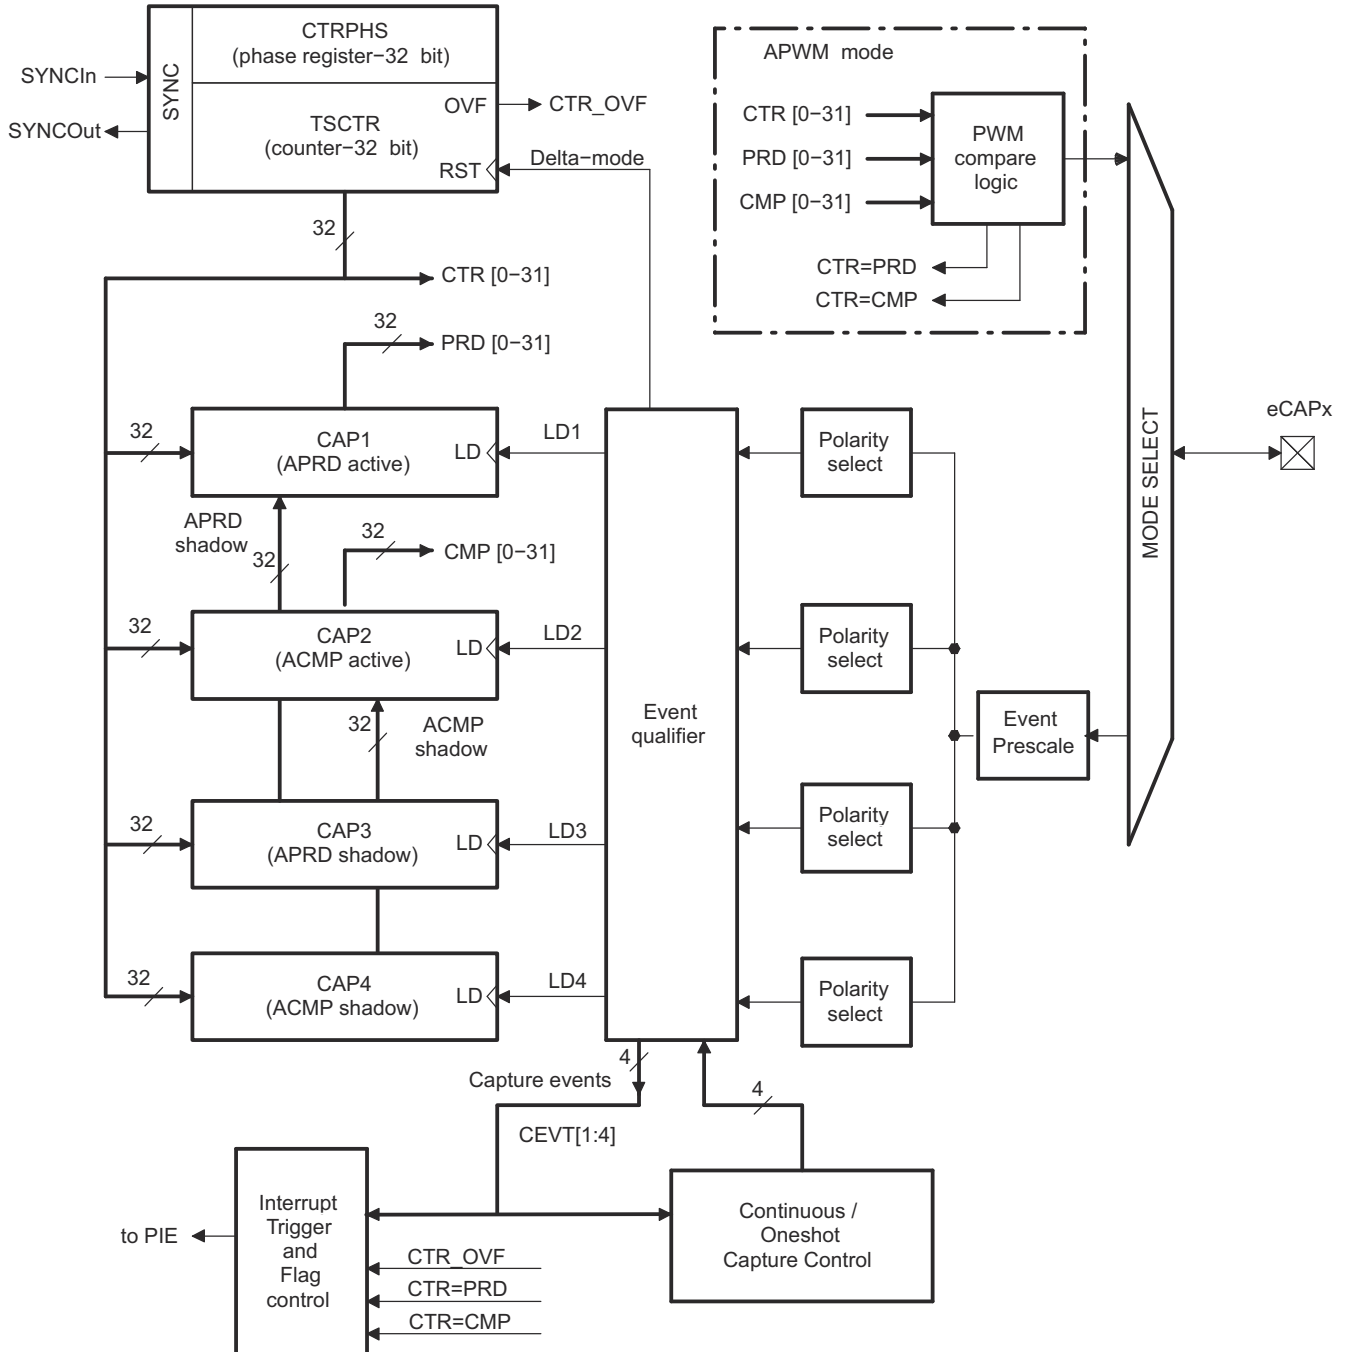 CTRPHS
(phase register−32 bit)
SYNC
SYNCIn
SYNCOut
OVF
CTR_OVF
TSCTR
(counter−32 bit)
RST
Delta−mode
32
CTR [0−31]
32
PRD [0−31]
APWM mode
CTR [0−31]
PRD [0−31]
CMP [0−31]
PWM
compare
logic
CTR=PRD
CTR=CMP
MODE SELECT
eCAPx
32
CAP1
(APRD active)
LD
LD1
Polarity
select
APRD
shadow
32
32
CMP [0−31]
32
CAP2
(ACMP active)
LD
LD2
Polarity
select
32
ACMP
shadow
Event
qualifier
Event
Prescale
32
CAP3
(APRD shadow)
LD
LD3
Polarity
select
32
CAP4
(ACMP shadow)
LD
LD4
Polarity
select
4
Capture events
4
CEVT[1:4]
Interrupt
Trigger
and
Flag
control
to PIE
CTR_OVF
CTR=PRD
CTR=CMP
Continuous /
Oneshot
Capture Control